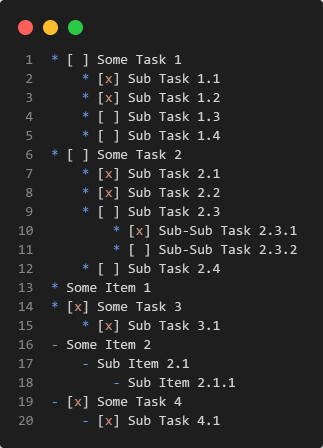 1 * [ ] Some Task 1
2     * [x] Sub Task 1.1
3     * [x] Sub Task 1.2
4     * [ ] Sub Task 1.3
5     * [ ] Sub Task 1.4
6 * [ ] Some Task 2
7     * [x] Sub Task 2.1
8     * [x] Sub Task 2.2
9     * [ ] Sub Task 2.3
10         * [x] Sub-Sub Task 2.3.1
11         * [ ] Sub-Sub Task 2.3.2
12     * [ ] Sub Task 2.4
13 * Some Item 1
14 * [x] Some Task 3
15     * [x] Sub Task 3.1
16 - Some Item 2
17     - Sub Item 2.1
18         - Sub Item 2.1.1
19 - [x] Some Task 4
20     - [x] Sub Task 4.1